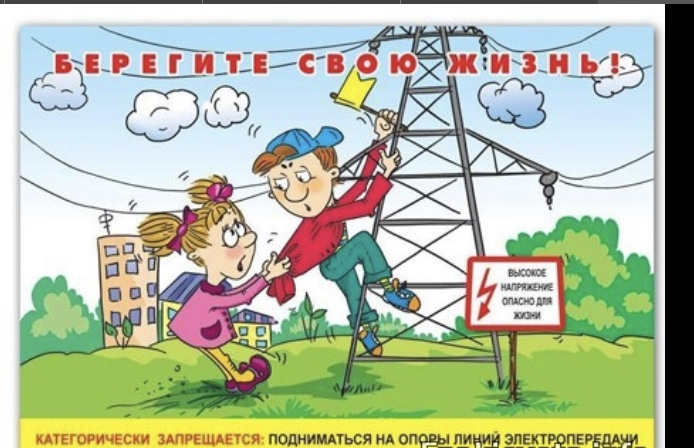 БЕРЕГИТЕ СВОЮ ЖИЗНЬ!
ВЫСОКОЕ
НАПРЯЖЕНИЕ
ОПАСНО ДЛЯ
ЖИЗНИ
КАТЕГОРИЧЕСКИ ЗАПРЕЩАЕТСЯ: ПОДНИМАТЬСЯ НА ОПОРЫ ЛИНИЙ ЭЛЕКТРОПЕРЕДАЧИ